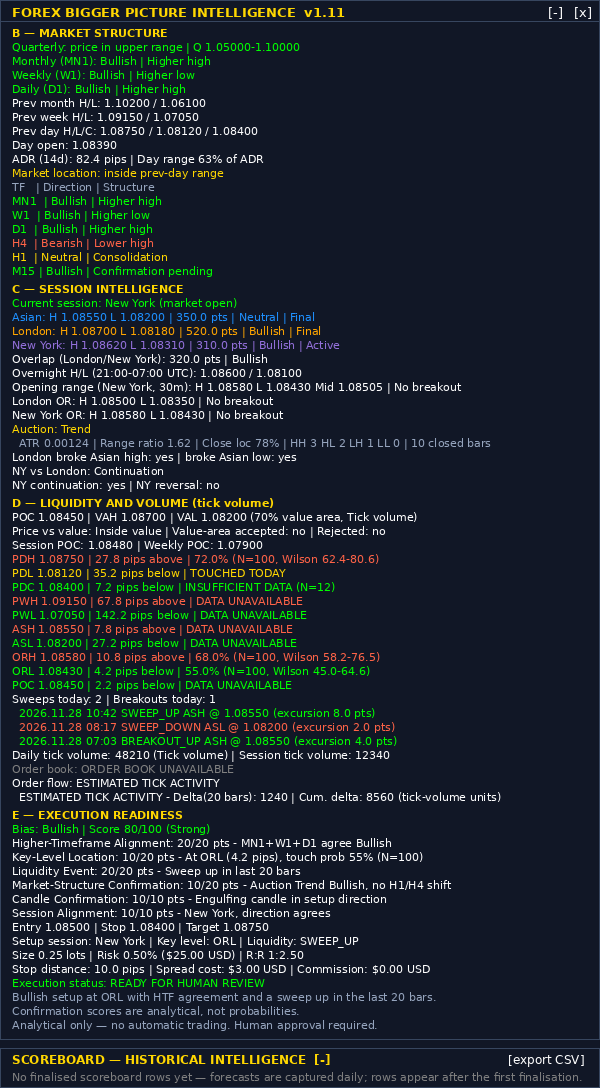 FOREX BIGGER PICTURE INTELLIGENCE v1.11 [-] [x]
B — MARKET STRUCTURE
Quarterly: price in upper range | Q 1.05000-1.10000
Monthly (MN1): Bullish | Higher high
Weekly (W1): Bullish | Higher low
Daily (D1): Bullish | Higher high
Prev month H/L: 1.10200 / 1.06100
Prev week H/L: 1.09150 / 1.07050
Prev day H/L/C: 1.08750 / 1.08120 / 1.08400
Day open: 1.08390
ADR (14d): 82.4 pips | Day range 63% of ADR
Market location: inside prev-day range
TF | Direction | Structure
MN1 | Bullish | Higher high
W1 | Bullish | Higher low
D1 | Bullish | Higher high
H4 | Bearish | Lower high
H1 | Neutral | Consolidation
M15 | Bullish | Confirmation pending
C — SESSION INTELLIGENCE
Current session: New York (market open)
Asian: H 1.08550 L 1.08200 | 350.0 pts | Neutral | Final
London: H 1.08700 L 1.08180 | 520.0 pts | Bullish | Final
New York: H 1.08620 L 1.08310 | 310.0 pts | Bullish | Active
Overlap (London/New York): 320.0 pts | Bullish
Overnight H/L (21:00-07:00 UTC): 1.08600 / 1.08100
Opening range (New York, 30m): H 1.08580 L 1.08430 Mid 1.08505 | No breakout
London OR: H 1.08500 L 1.08350 | No breakout
New York OR: H 1.08580 L 1.08430 | No breakout
Auction: Trend
ATR 0.00124 | Range ratio 1.62 | Close loc 78% | HH 3 HL 2 LH 1 LL 0 | 10 closed bars
London broke Asian high: yes | broke Asian low: yes
NY vs London: Continuation
NY continuation: yes | NY reversal: no
D — LIQUIDITY AND VOLUME (tick volume)
POC 1.08450 | VAH 1.08700 | VAL 1.08200 (70% value area, Tick volume)
Price vs value: Inside value | Value-area accepted: no | Rejected: no
Session POC: 1.08480 | Weekly POC: 1.07900
PDH 1.08750 | 27.8 pips above | 72.0% (N=100, Wilson 62.4-80.6)
PDL 1.08120 | 35.2 pips below | TOUCHED TODAY
PDC 1.08400 | 7.2 pips below | INSUFFICIENT DATA (N=12)
PWH 1.09150 | 67.8 pips above | DATA UNAVAILABLE
PWL 1.07050 | 142.2 pips below | DATA UNAVAILABLE
ASH 1.08550 | 7.8 pips above | DATA UNAVAILABLE
ASL 1.08200 | 27.2 pips below | DATA UNAVAILABLE
ORH 1.08580 | 10.8 pips above | 68.0% (N=100, Wilson 58.2-76.5)
ORL 1.08430 | 4.2 pips below | 55.0% (N=100, Wilson 45.0-64.6)
POC 1.08450 | 2.2 pips below | DATA UNAVAILABLE
Sweeps today: 2 | Breakouts today: 1
2026.11.28 10:42 SWEEP_UP ASH @ 1.08550 (excursion 8.0 pts)
2026.11.28 08:17 SWEEP_DOWN ASL @ 1.08200 (excursion 2.0 pts)
2026.11.28 07:03 BREAKOUT_UP ASH @ 1.08550 (excursion 4.0 pts)
Daily tick volume: 48210 (Tick volume) | Session tick volume: 12340
Order book: ORDER BOOK UNAVAILABLE
Order flow: ESTIMATED TICK ACTIVITY
ESTIMATED TICK ACTIVITY - Delta(20 bars): 1240 | Cum. delta: 8560 (tick-volume units)
E — EXECUTION READINESS
Bias: Bullish | Score 80/100 (Strong)
Higher-Timeframe Alignment: 20/20 pts - MN1+W1+D1 agree Bullish
Key-Level Location: 10/20 pts - At ORL (4.2 pips), touch prob 55% (N=100)
Liquidity Event: 20/20 pts - Sweep up in last 20 bars
Market-Structure Confirmation: 10/20 pts - Auction Trend Bullish, no H1/H4 shift
Candle Confirmation: 10/10 pts - Engulfing candle in setup direction
Session Alignment: 10/10 pts - New York, direction agrees
Entry 1.08500 | Stop 1.08400 | Target 1.08750
Setup session: New York | Key level: ORL | Liquidity: SWEEP_UP
Size 0.25 lots | Risk 0.50% ($25.00 USD) | R:R 1:2.50
Stop distance: 10.0 pips | Spread cost: $3.00 USD | Commission: $0.00 USD
Execution status: READY FOR HUMAN REVIEW
Bullish setup at ORL with HTF agreement and a sweep up in the last 20 bars.
Confirmation scores are analytical, not probabilities.
Analytical only — no automatic trading. Human approval required.
SCOREBOARD — HISTORICAL INTELLIGENCE [-] [export CSV]
No finalised scoreboard rows yet — forecasts are captured daily; rows appear after the first finalisation.